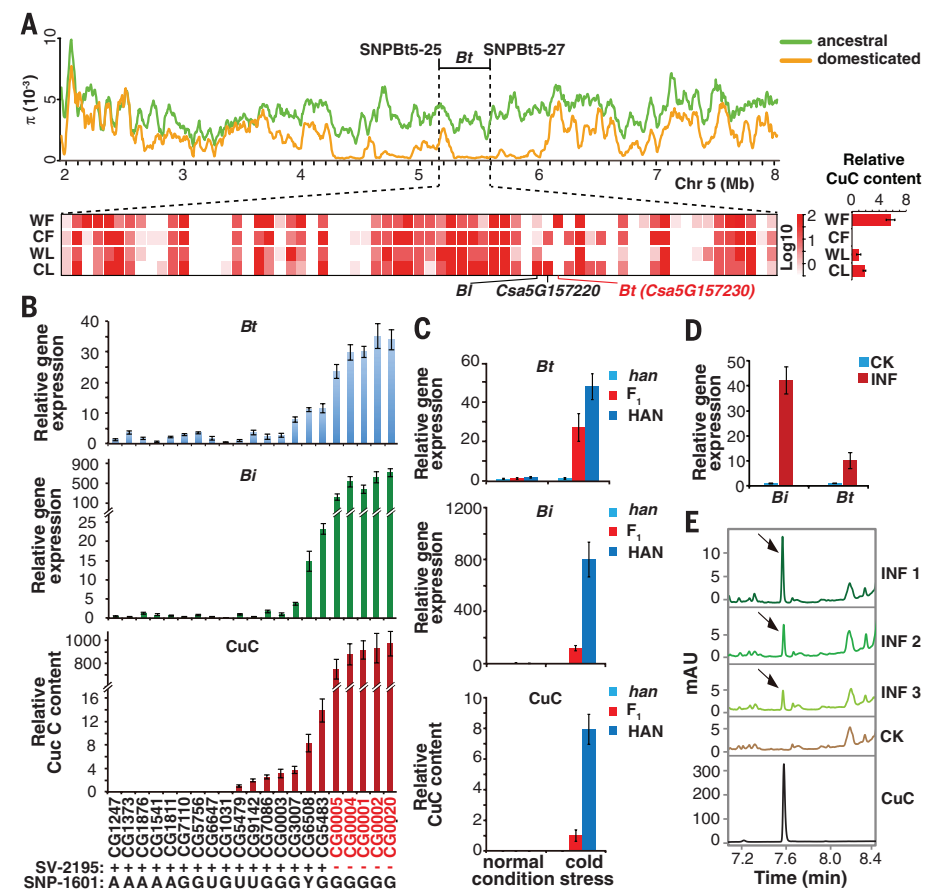 A
10
5
0
π (10⁻³)
SNPBt5-25
Bt
SNPBt5-27
ancestral
domesticated
2 3 4 5 6 7 8
Chr 5 (Mb)
WF
CF
WL
CL
2
1
0
Log10
Relative
CuC content
0 4 8
WF
CF
WL
CL
Bi Csa5G157220 Bt (Csa5G157230)
B
Bt
40
30
20
10
0
Relative gene
expression
Bi
900
500
100
25
20
15
10
5
0
Relative gene
expression
CuC
1000
800
16
12
8
4
0
Relative
Cuc C content
CG1247
CG1373
CG1876
CG1541
CG1811
CG7110
CG5756
CG6647
CG1031
CG5479
CG9142
CG7086
CG0083
CG3007
CG6508
CG5483
CG0005
CG0004
CG0001
CG0002
CG0020
SV-2195: + + + + + + + + + + + + + + + + - - - - -
SNP-1601: A A A A A G G U G U U G G G Y G G G G G G
C
Bt
60
40
20
0
Relative gene
expression
han
F₁
HAN
Bi
1200
800
400
0
Relative gene
expression
han
F₁
HAN
CuC
10
8
6
4
2
0
Relative
CuC content
han
F₁
HAN
normal cold
condition stress
D
50
40
30
20
10
0
Relative gene
expression
CK
INF
Bi Bt
E
10
5
0
INF 1
5
0
INF 2
5
0
INF 3
5
0
CK
300
200
100
0
CuC
mAU
7.2 7.6 8.0 8.4
Time (min)